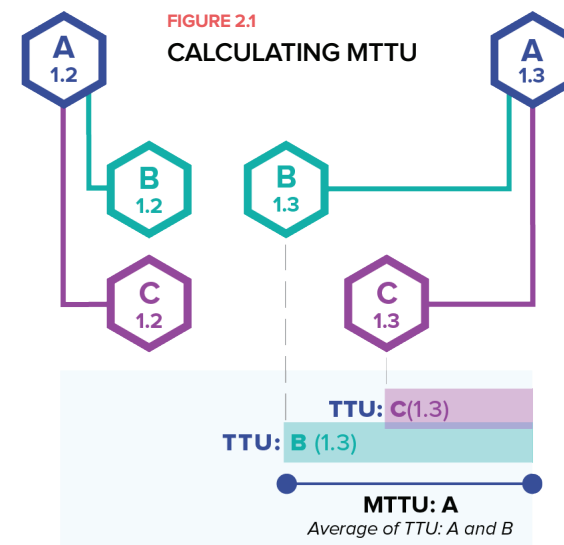 FIGURE 2.1
CALCULATING MTTU
A
1.2
A
1.3
B
1.2
B
1.3
C
1.2
C
1.3
TTU: C(1.3)
TTU: B (1.3)
MTTU: A
Average of TTU: A and B